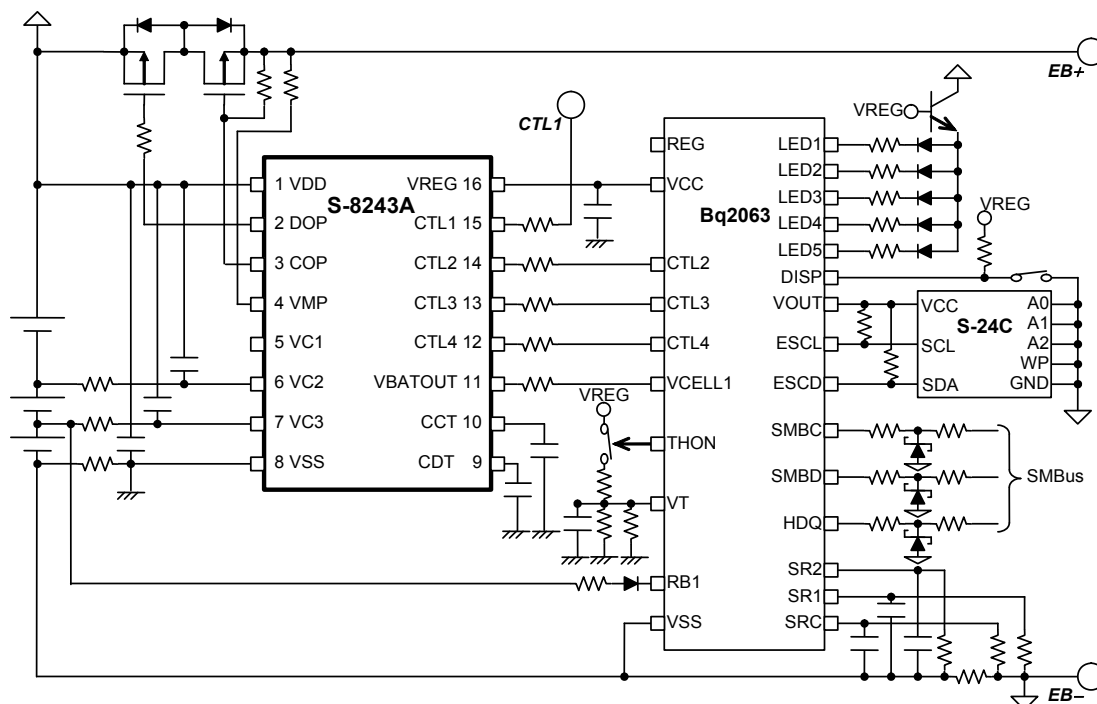 EB+
CTL1
VREG
REG
LED1
LED2
LED3
LED4
LED5
S-8243A
1 VDD
2 DOP
3 COP
4 VMP
5 VC1
6 VC2
7 VC3
8 VSS
VREG 16
CTL1 15
CTL2 14
CTL3 13
CTL4 12
VBATOUT 11
CCT 10
CDT 9
Bq2063
VCC
CTL2
CTL3
CTL4
VCELL1
VREG
THON
VT
RB1
VSS
DISP
VOUT
ESCL
ESCD
SMBC
SMBD
HDQ
SR2
SR1
SRC
VREG
S-24C
VCC
SCL
SDA
A0
A1
A2
WP
GND
SMBus
EB–